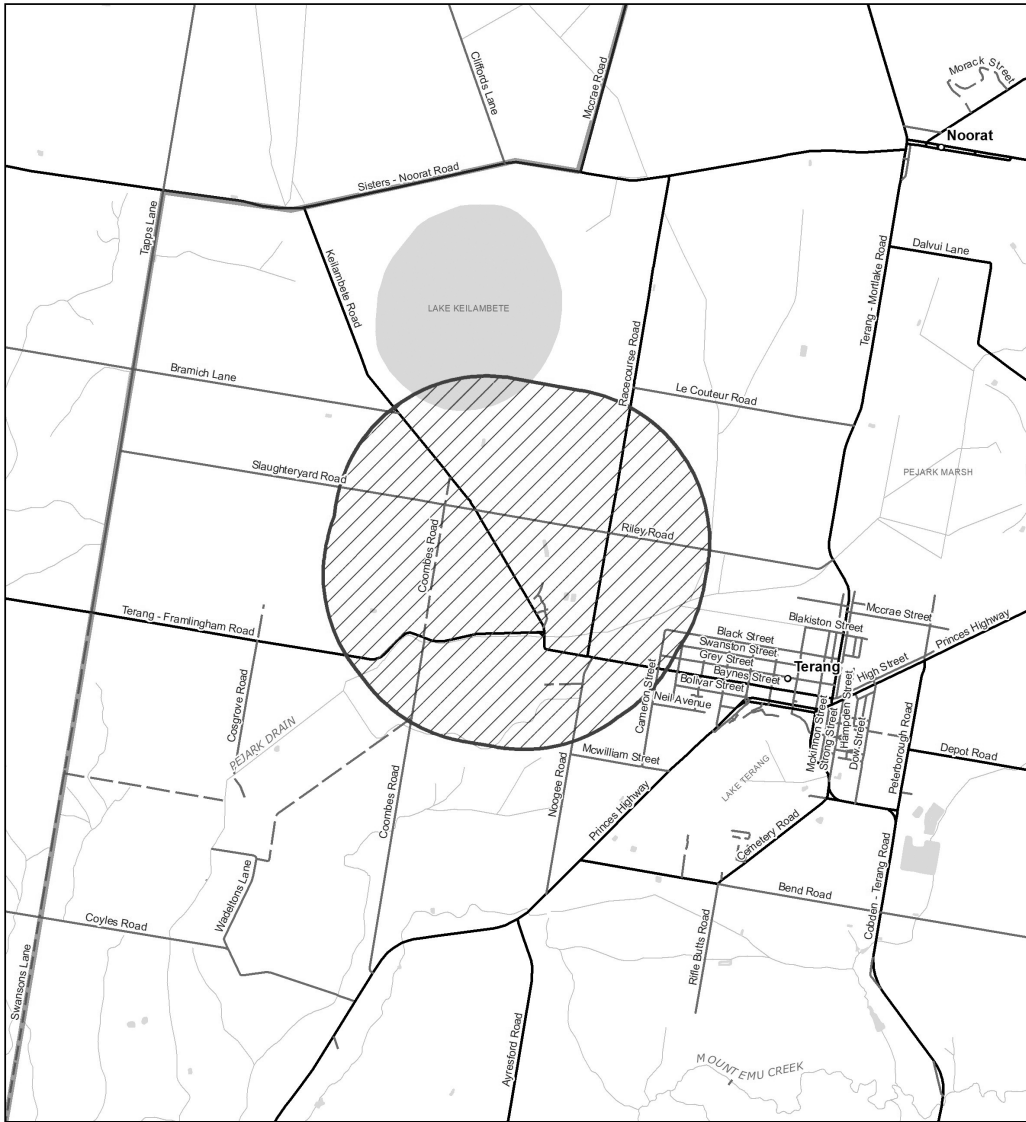 Morack Street
Cliffords Lane
Mccrae Road
Noorat
Sisters - Noorat Road
Tapps Lane
Dalvui Lane
Keilambete Road
Terang - Mortlake Road
LAKE KEILAMBETE
Racecourse Road
Bramich Lane
Le Couteur Road
Slaughteryard Road
PEJARK MARSH
Riley Road
Coombes Road
Terang - Framlingham Road
Mccrae Street
Blakiston Street
Princes Highway
Black Street
Swanston Street
Grey Street
Terang
High Street
Baynes Street
Bolivar Street
Cameron Street
Neil Avenue
Cosgrove Road
PEJARK DRAIN
Mckinnon Street
Strong Street
Hampden Street
Dow Street
Peterborough Road
Depot Road
Mcwilliam Street
LAKE TERANG
Noogee Road
Princes Highway
Coombes Road
Cemetery Road
Bend Road
Wadeltons Lane
Coyles Road
Cobden - Terang Road
Rifle Butts Road
Swansons Lane
Ayresford Road
MOUNT EMU CREEK